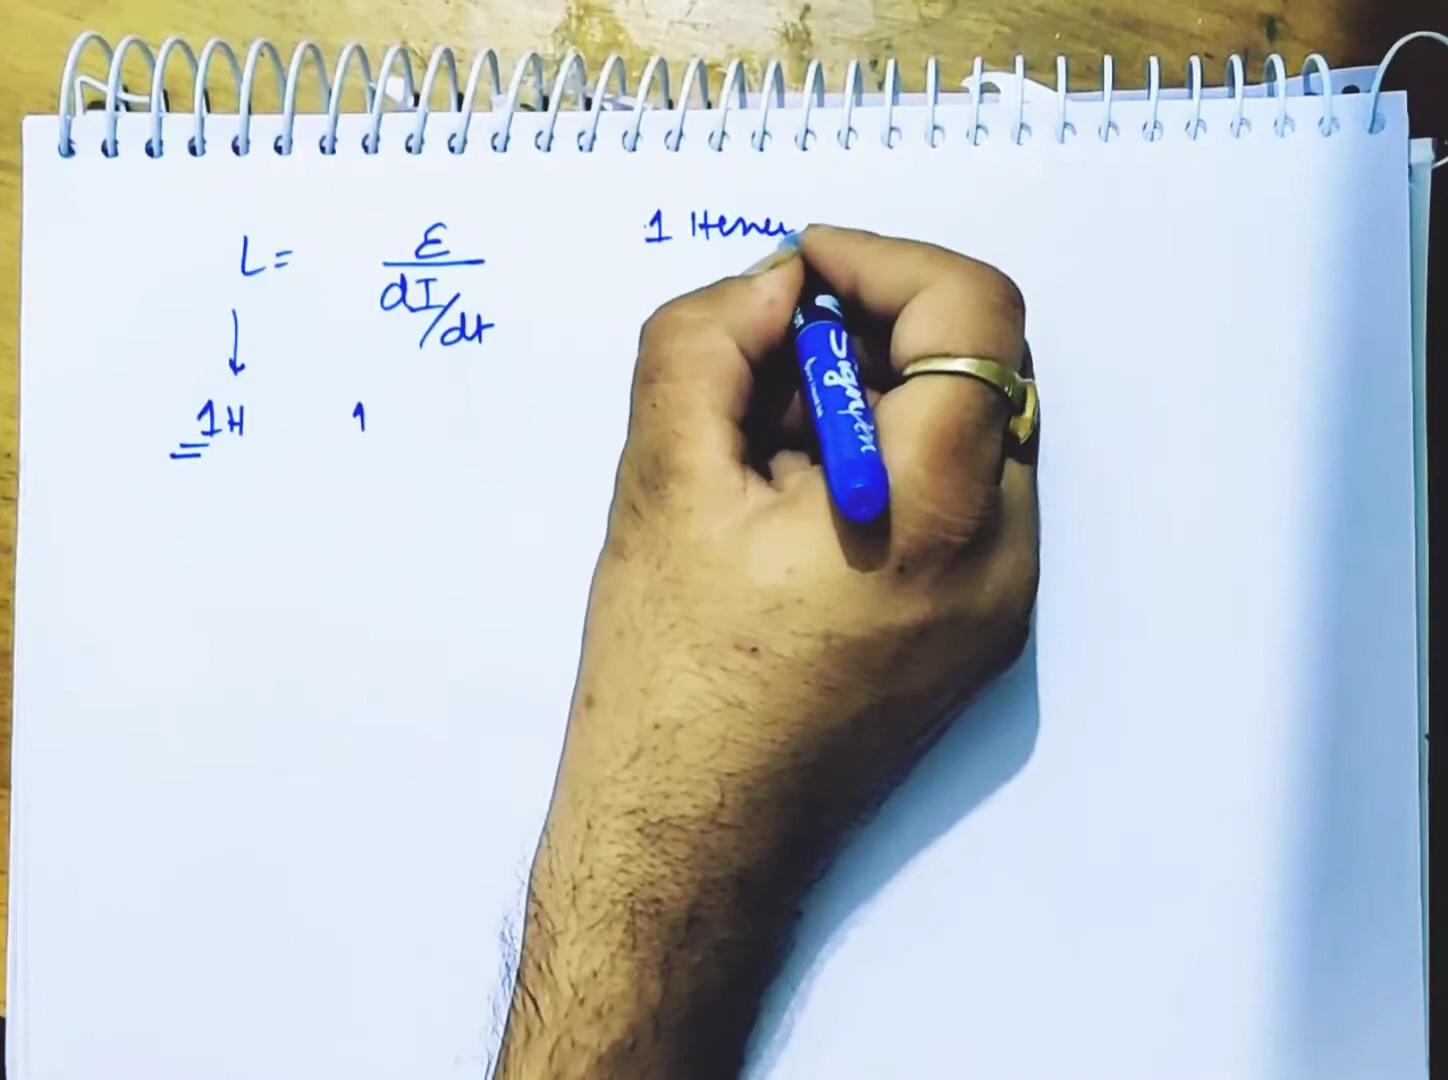 L = ε / dI/dt
1H 1
1 Henr